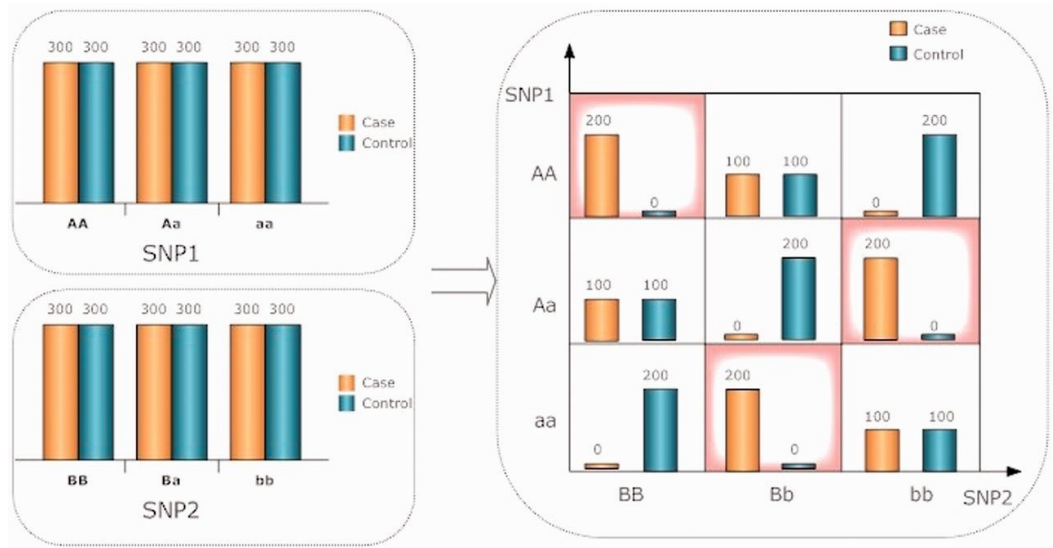 300 300 300 300 300 300
Case
Control
AA Aa aa
SNP1
300 300 300 300 300 300
Case
Control
BB Ba bb
SNP2
Case
Control
SNP1
200 0 100 100 0 200
AA
100 100 0 200 200 0
Aa
0 200 200 0 100 100
aa
BB Bb bb SNP2